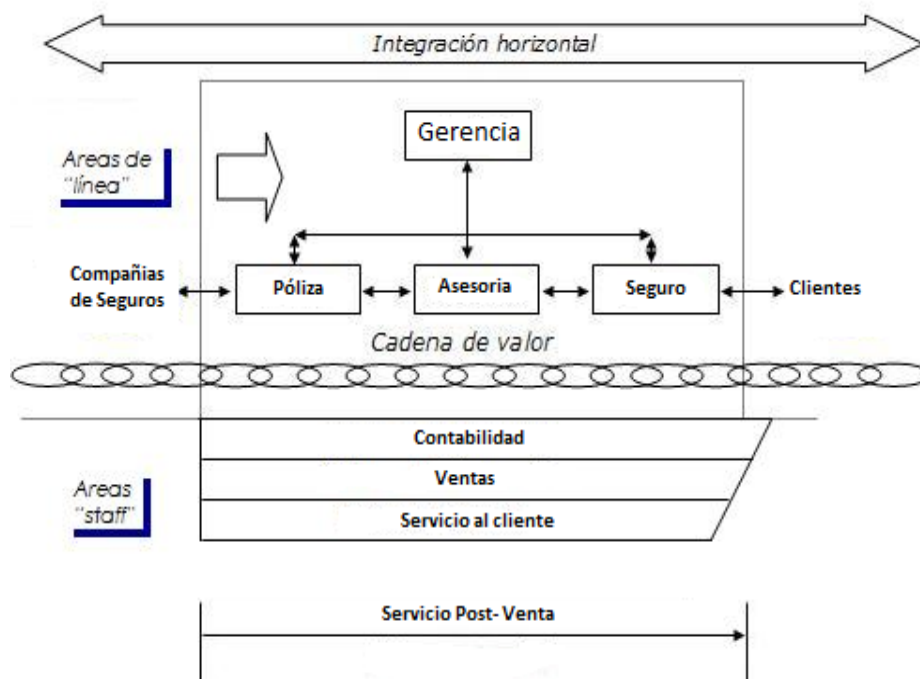 Integración horizontal
Gerencia
Areas de
"línea"
Compañias
de Seguros
Póliza
Asesoria
Seguro
Clientes
Cadena de valor
Contabilidad
Ventas
Areas
"staff"
Servicio al cliente
Servicio Post- Venta